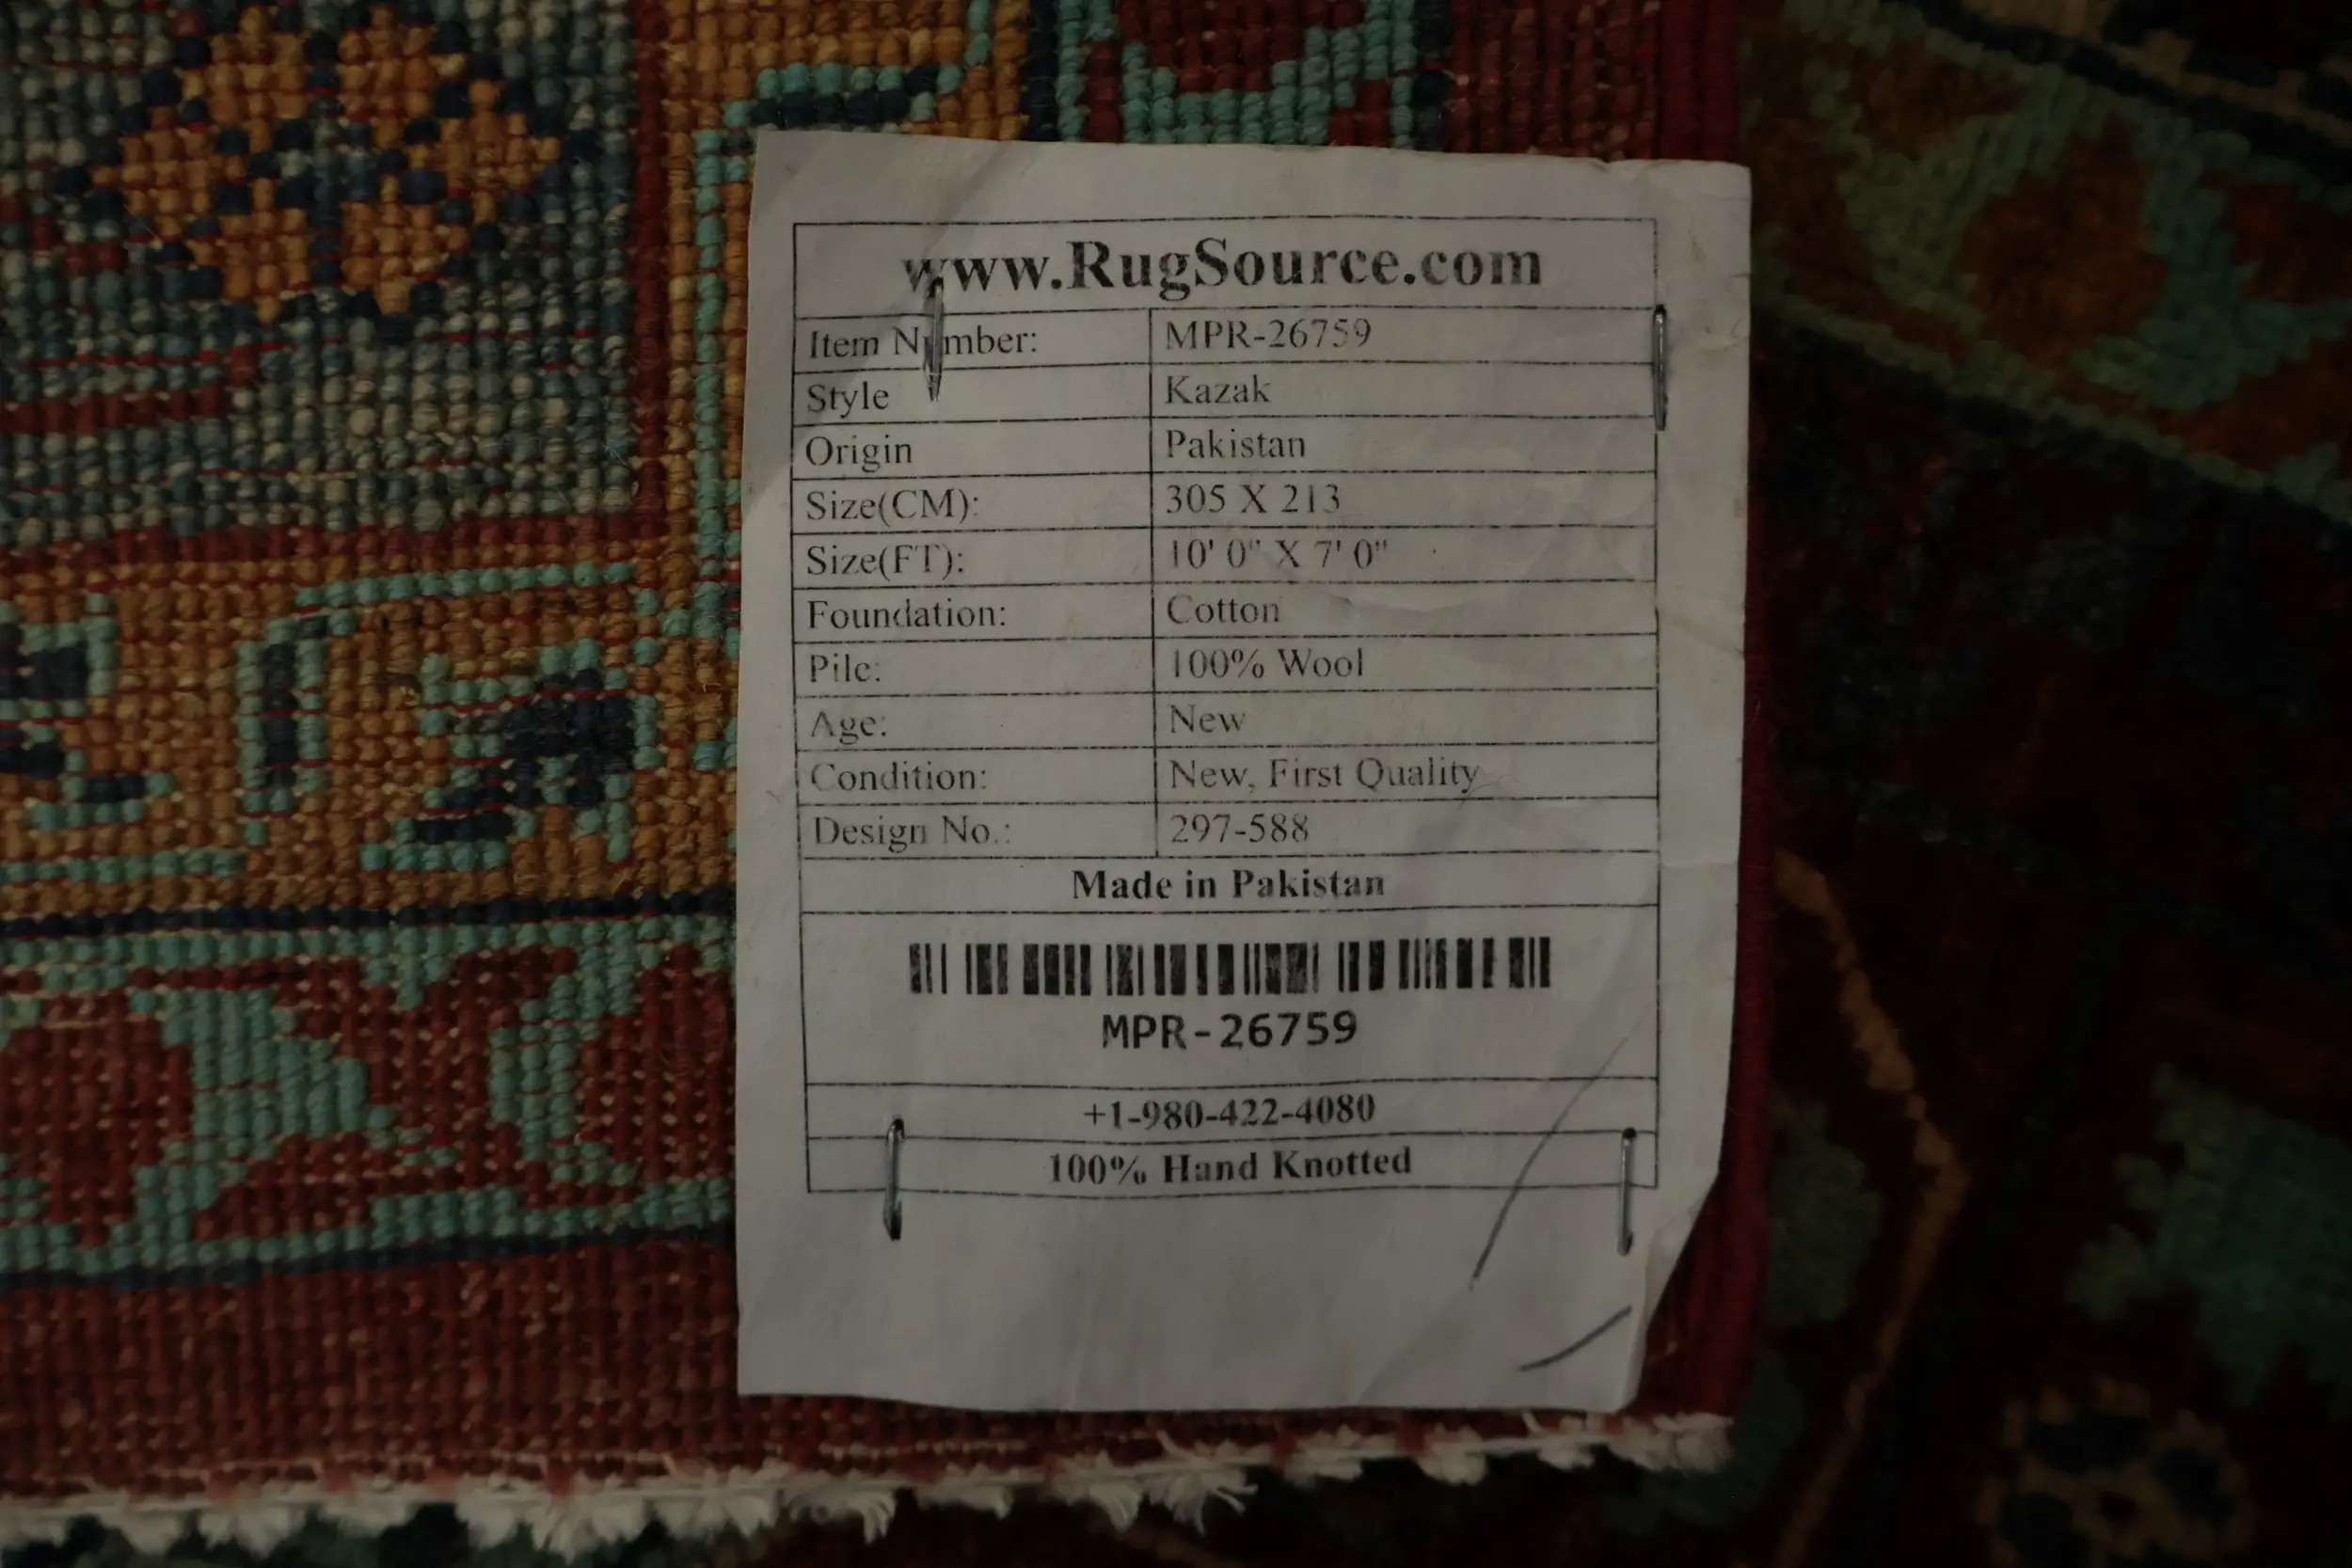 www.RugSource.com
Item Number: MPR-26759
Style Kazak
Origin Pakistan
Size(CM): 305 X 213
Size(FT): 10' 0" X 7' 0"
Foundation: Cotton
Pile: 100% Wool
Age: New
Condition: New, First Quality
Design No.: 297-588
Made in Pakistan
MPR-26759
+1-980-422-4080
100% Hand Knotted